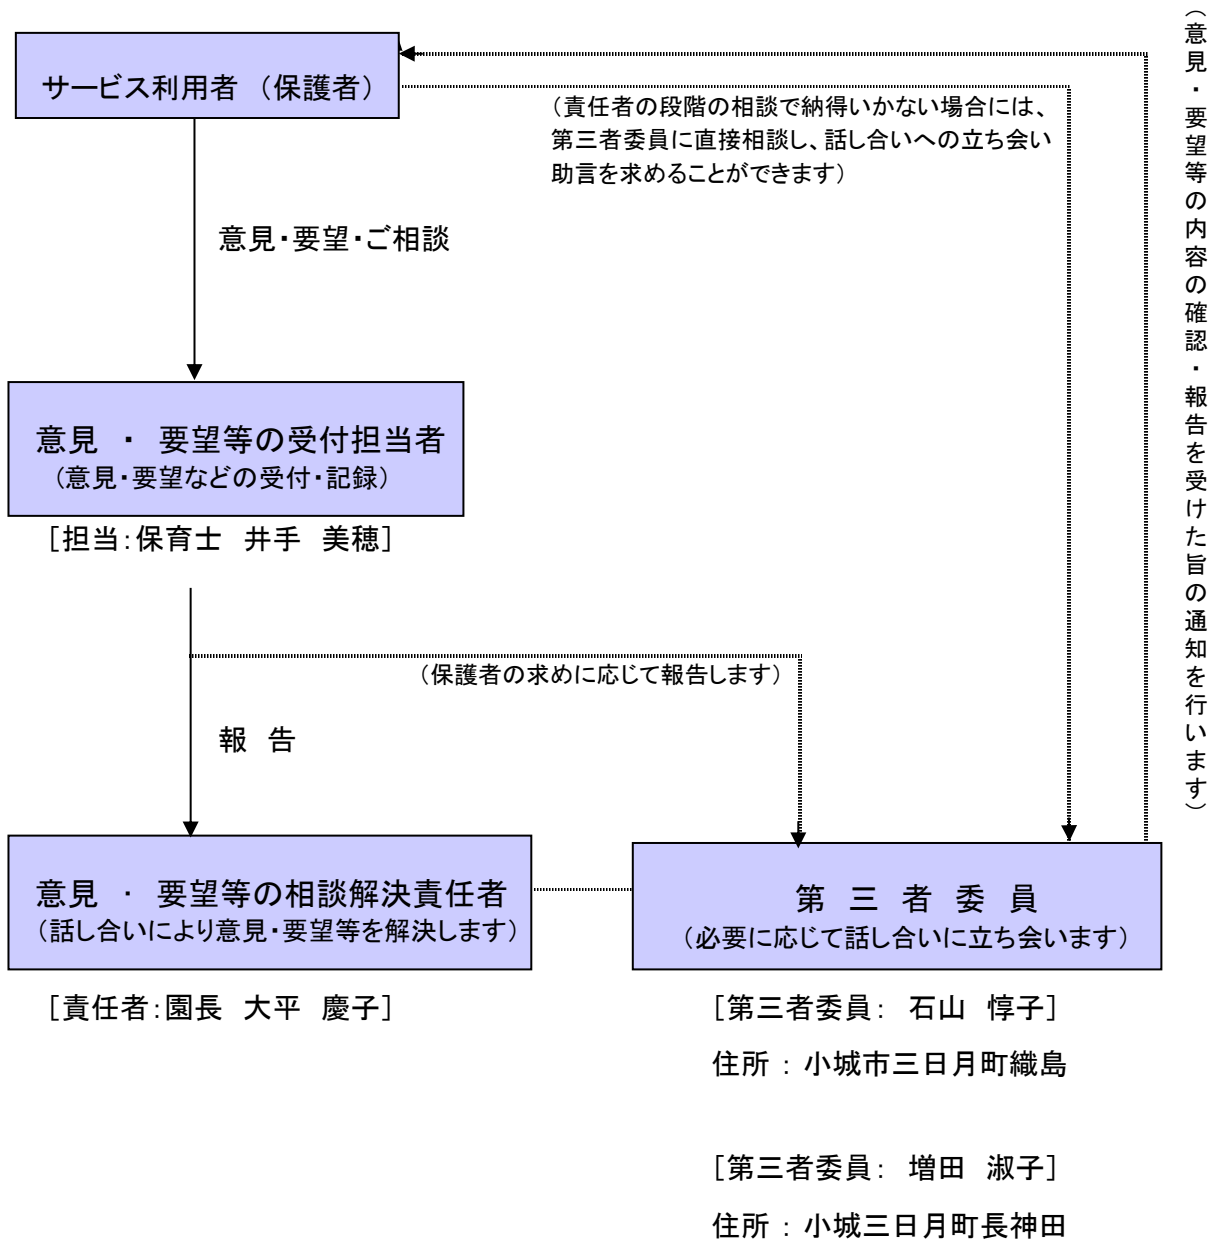 サービス利用者　（保護者）
（責任者の段階の相談で納得いかない場合には、
第三者委員に直接相談し、話し合いへの立ち会い
助言を求めることができます）
（意見・要望等の内容の確認・報告を受けた旨の通知を行います）
意見・要望・ご相談
意見　・　要望等の受付担当者
（意見・要望などの受付・記録）
［担当：保育士　井手　美穂］
（保護者の求めに応じて報告します）
報　告
意見　・　要望等の相談解決責任者
（話し合いにより意見・要望等を解決します）
［責任者：園長　大平　慶子］
第　三　者　委　員
（必要に応じて話し合いに立ち会います）
［第三者委員：　石山　惇子］
住所　：　小城市三日月町織島
［第三者委員：　増田　淑子］
住所　：　小城三日月町長神田